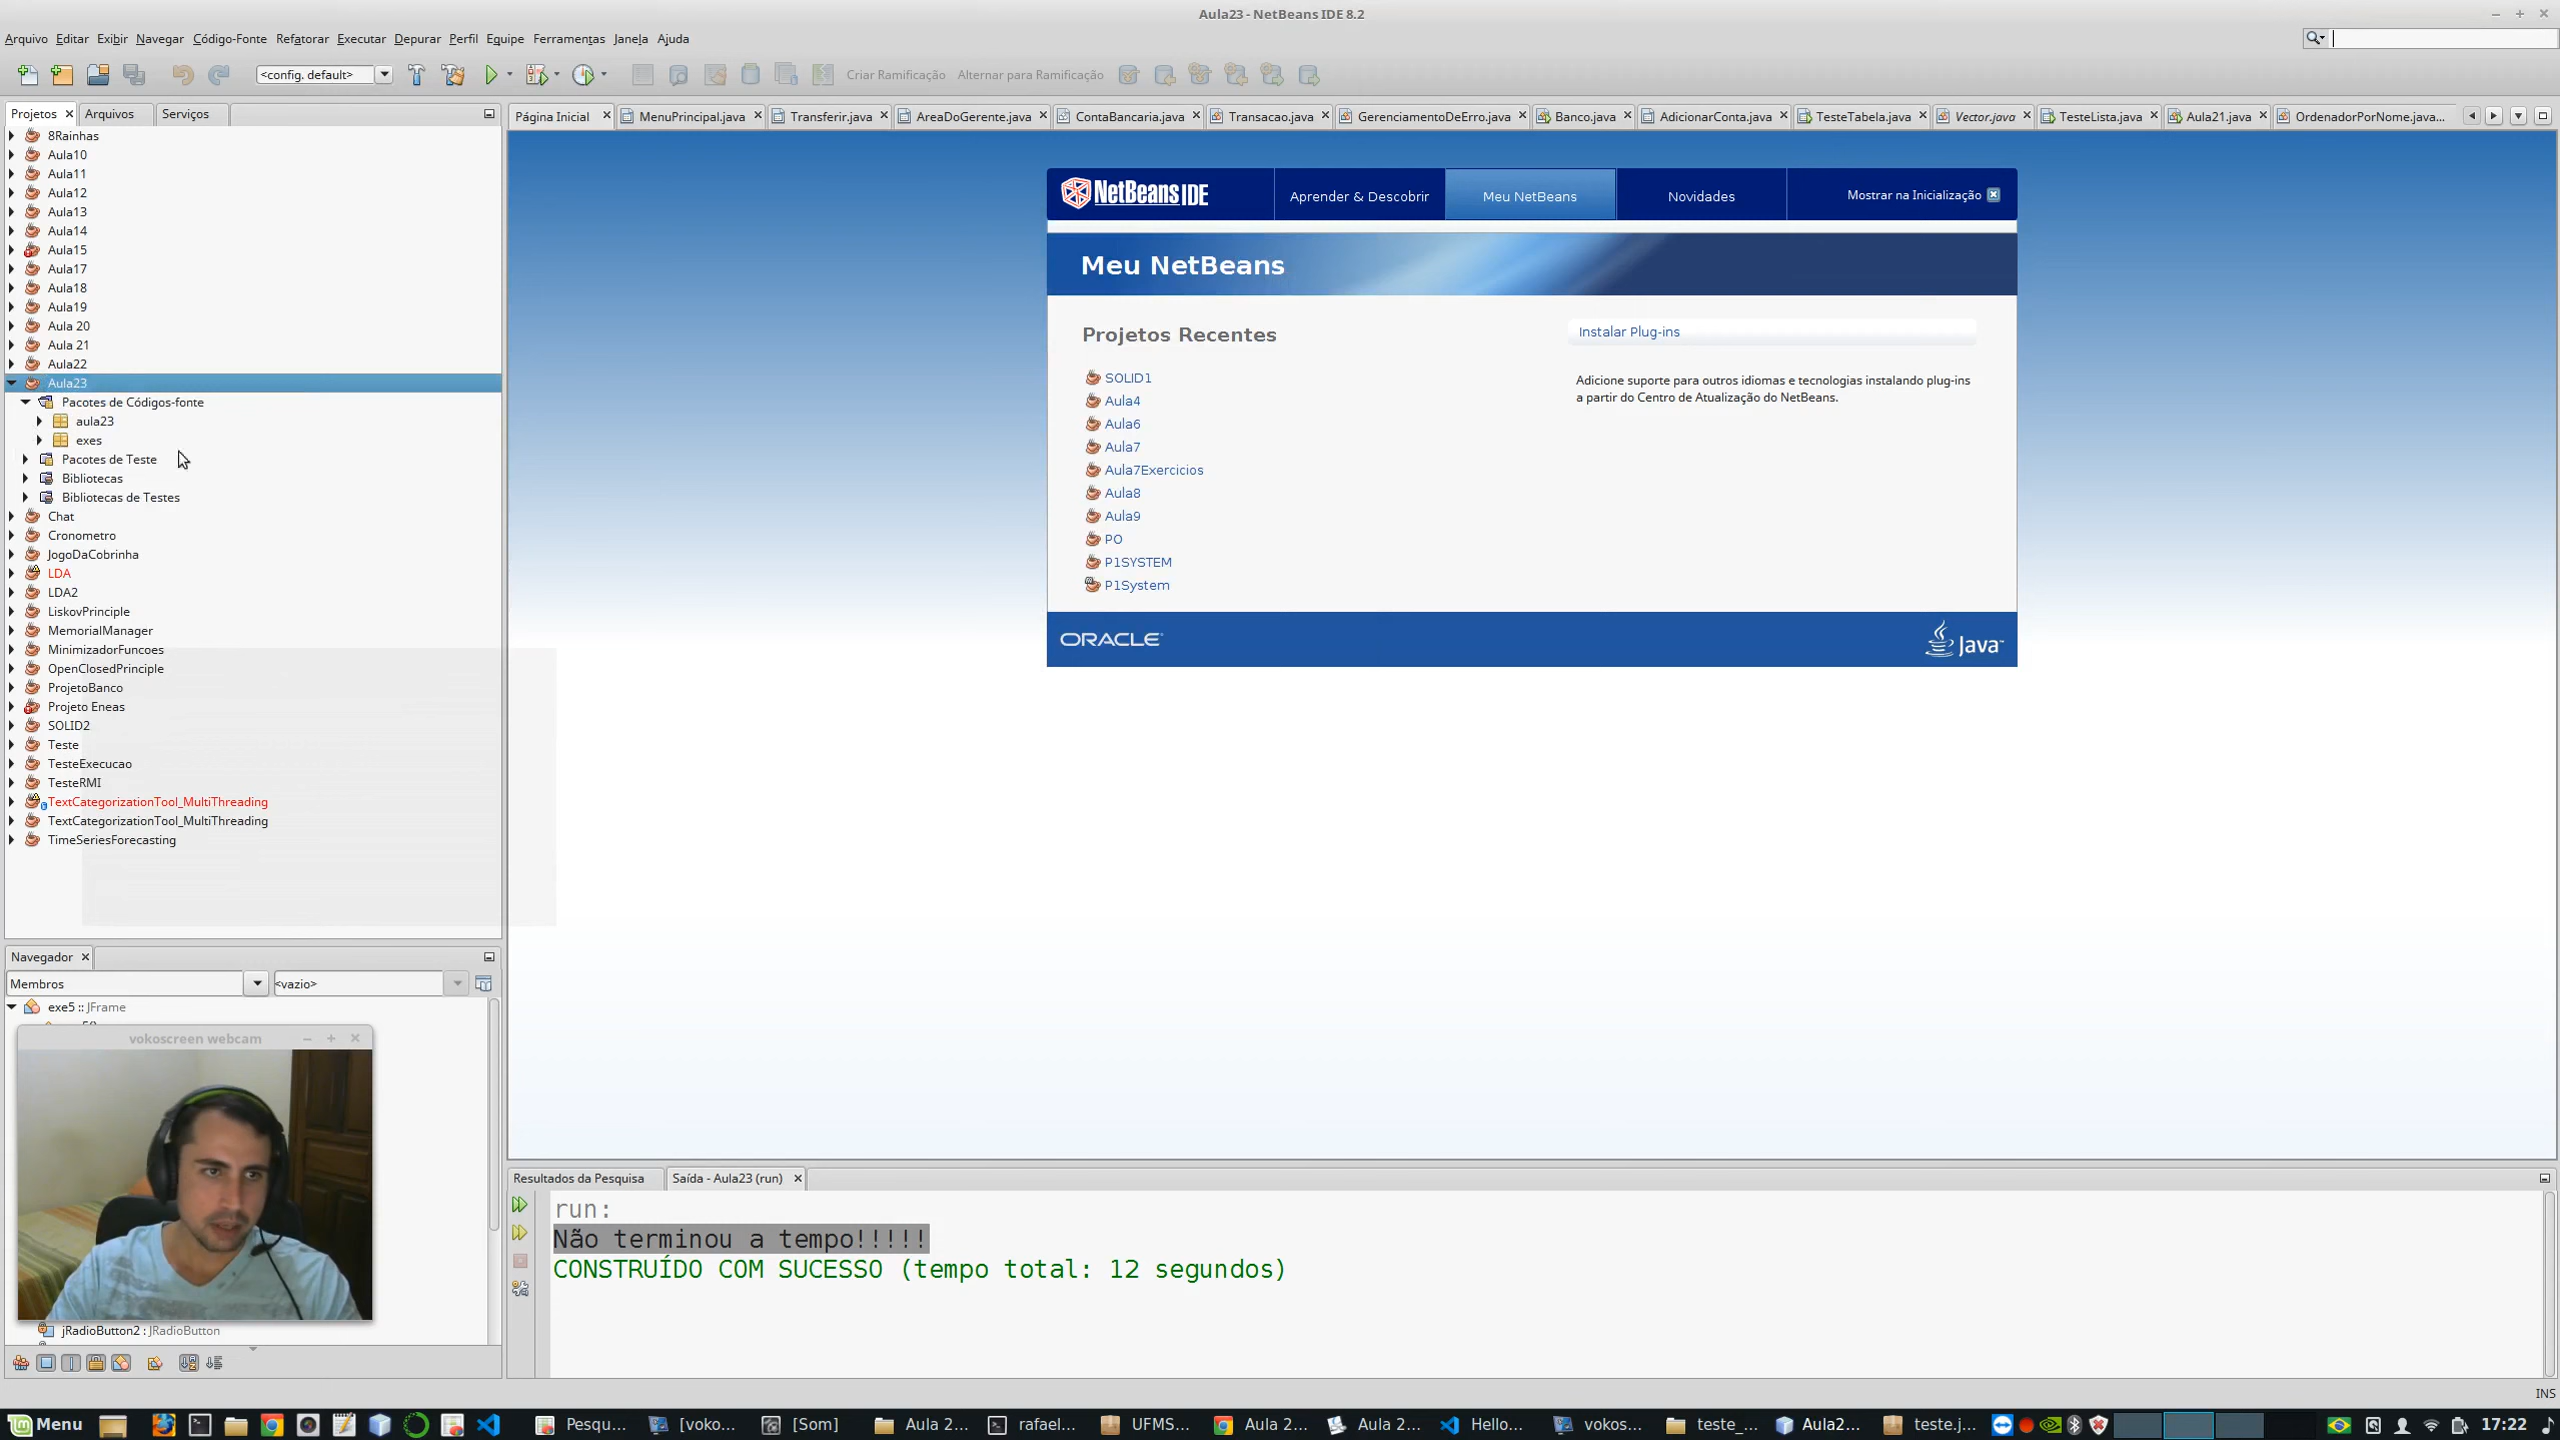 Aula23 - NetBeans IDE 8.2
Arquivo Editar Exibir Navegar Código-Fonte Refatorar Executar Depurar Perfil Equipe Ferramentas Janela Ajuda
<config. default> Criar Ramificação Alternar para Ramificação
Projetos Arquivos Serviços
Página Inicial MenuPrincipal.java Transferir.java AreaDoGerente.java ContaBancaria.java Transacao.java GerenciamentoDeErro.java Banco.java AdicionarConta.java TesteTabela.java Vector.java TesteLista.java Aula21.java OrdenadorPorNome.java...
8Rainhas
Aula10
Aula11
Aula12
Aula13
Aula14
Aula15
Aula17
Aula18
Aula19
Aula 20
Aula 21
Aula22
Aula23
Pacotes de Códigos-fonte
aula23
exes
Pacotes de Teste
Bibliotecas
Bibliotecas de Testes
Chat
Cronometro
JogoDaCobrinha
LDA
LDA2
LiskovPrinciple
MemorialManager
MinimizadorFuncoes
OpenClosedPrinciple
ProjetoBanco
Projeto Eneas
SOLID2
Teste
TesteExecucao
TesteRMI
TextCategorizationTool_MultiThreading
TextCategorizationTool_MultiThreading
TimeSeriesForecasting
NetBeans IDE
Aprender & Descobrir
Meu NetBeans
Novidades
Mostrar na Inicialização
Meu NetBeans
Projetos Recentes
SOLID1
Aula4
Aula6
Aula7
Aula7Exercicios
Aula8
Aula9
PO
P1SYSTEM
P1System
Instalar Plug-ins
Adicione suporte para outros idiomas e tecnologias instalando plug-ins
a partir do Centro de Atualização do NetBeans.
ORACLE
Java
Navegador
Membros <vazio>
exe5 :: JFrame
vokoscreen webcam
jRadioButton2 : JRadioButton
Resultados da Pesquisa Saída - Aula23 (run)
run:
Não terminou a tempo!!!!!
CONSTRUÍDO COM SUCESSO (tempo total: 12 segundos)
INS
Menu Pesqu... [voko... [Som] Aula 2... rafael... UFMS... Aula 2... Aula 2... Hello... vokos... teste_... Aula2... teste.j... 17:22